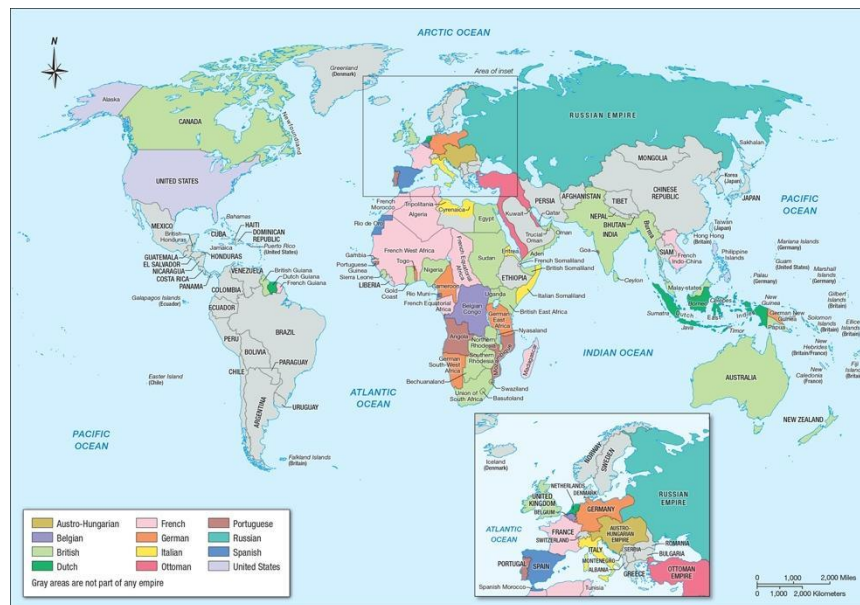 ARCTIC OCEAN
N
Greenland
(Denmark)
Area of inset
Alaska
RUSSIAN EMPIRE
CANADA
Newfoundland
Sakhalan
UNITED STATES
MONGOLIA
Korea
(Japan)
JAPAN
CHINESE
REPUBLIC
PACIFIC
OCEAN
French
Morocco
Tripolitania
Algeria
Cyrenaica
Egypt
Rio de Oro
PERSIA
AFGHANISTAN
TIBET
Kuwait
Qatar
Trucial
Oman
Oman
NEPAL
BHUTAN
INDIA
Burma
Taiwan
(Japan)
Hong Hong
(Britain)
MEXICO
Bahamas
British
Honduras
CUBA
HAITI
DOMINICAN
REPUBLIC
Jamaica
Puerto Rico
(United States)
HONDURAS
GUATEMALA
EL SALVADOR
NICARAGUA
COSTA RICA
PANAMA
VENEZUELA
British Guiana
Dutch Guiana
French Guiana
COLOMBIA
Galapagos Islands
(Ecuador)
ECUADOR
PERU
BRAZIL
BOLIVIA
PARAGUAY
CHILE
ARGENTINA
URUGUAY
Easter Island
(Chile)
Falkland Islands
(Britain)
PACIFIC
OCEAN
ATLANTIC
OCEAN
Gambia
Portuguese
Guinea
Sierra Leone
LIBERIA
Gold
Coast
French West Africa
Togo
Nigeria
French Equatorial
Africa
Sudan
Eritrea
Aden
Goa
French Somaliland
British Somaliland
ETHIOPIA
Italian Somaliland
Cameroons
Rio Muni
French Equatorial
Africa
Uganda
Belgian
Congo
British East Africa
German
East
Africa
Nyasaland
Angola
Northern
Rhodesia
Southern
Rhodesia
Mozambique
Madagascar
German
South-West
Africa
Bechuanaland
Union of
South Africa
Swaziland
Basutoland
INDIAN OCEAN
Ceylon
SIAM
French
Indo-China
Philippine
Islands
Mariana Islands
(Germany)
Guam
(United States)
Marshall
Islands
(Germany)
Palau
(Germany)
Malay states
Borneo
Celebes
Sumatra
Dutch
East
Indies
Java
Timor
New
Guinea
German New
Guinea
Papua
Gilbert
Islands
(Britain)
Solomon
Islands
(Britain)
New
Hebrides
(Britain/France)
New
Caledonia
(France)
AUSTRALIA
NEW ZEALAND
Iceland
(Denmark)
NORWAY
SWEDEN
NETHERLANDS
DENMARK
UNITED
KINGDOM
BELGIUM
GERMANY
RUSSIAN
EMPIRE
ATLANTIC
OCEAN
FRANCE
SWITZERLAND
AUSTRO-
HUNGARIAN
EMPIRE
ROMANIA
ITALY
SERBIA
BULGARIA
MONTENEGRO
ALBANIA
PORTUGAL
SPAIN
GREECE
OTTOMAN
EMPIRE
Spanish Morocco
Tunisia
Austro-Hungarian
Belgian
British
Dutch
French
German
Italian
Ottoman
Portuguese
Russian
Spanish
United States
Gray areas are not part of any empire
0 1,000 2,000 Miles
0 1,000 2,000 Kilometers